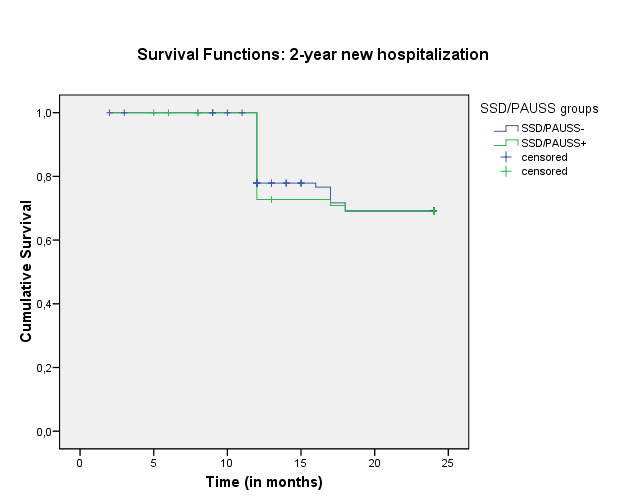 Survival Functions: 2-year new hospitalization
SSD/PAUSS groups
SSD/PAUSS-
SSD/PAUSS+
censored
censored
Cumulative Survival
1,0
0,8
0,6
0,4
0,2
0,0
0 5 10 15 20 25
Time (in months)